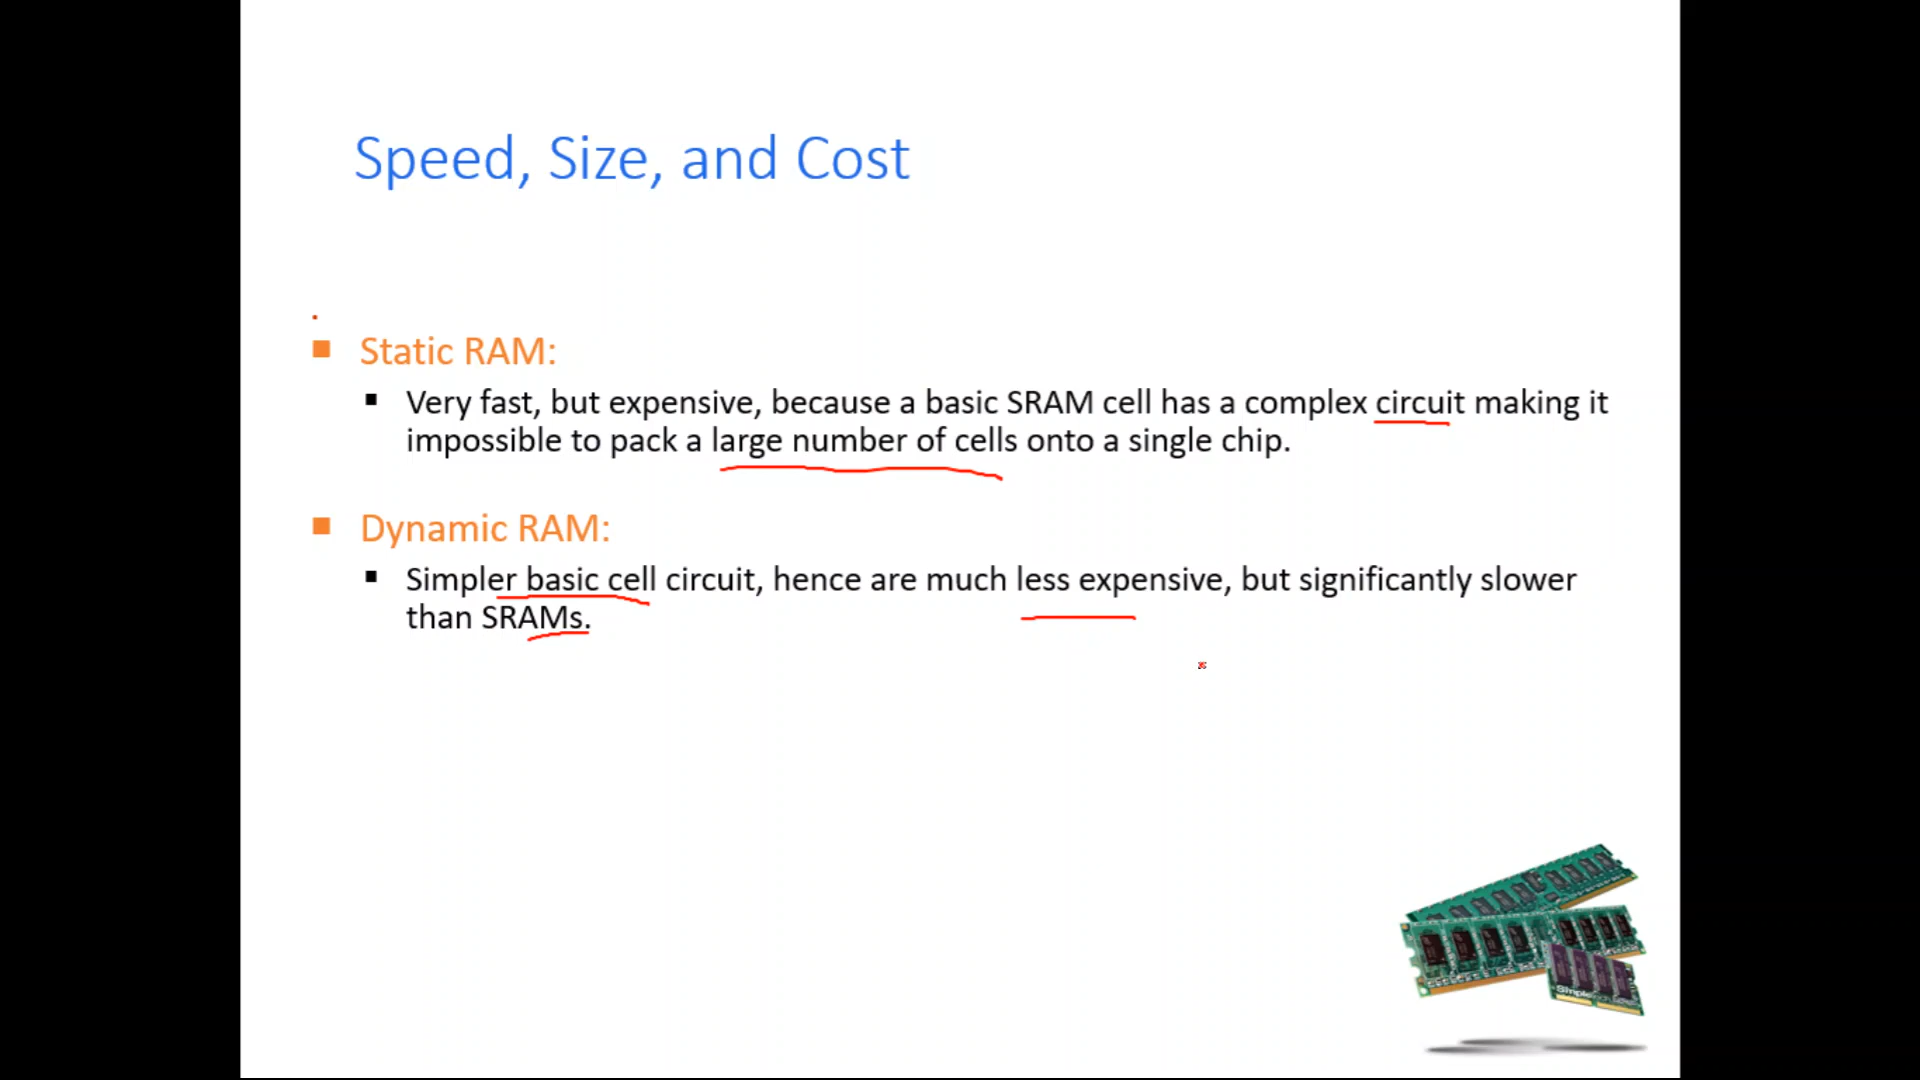 Speed, Size, and Cost
Static RAM:
Very fast, but expensive, because a basic SRAM cell has a complex circuit making it
impossible to pack a large number of cells onto a single chip.
Dynamic RAM:
Simpler basic cell circuit, hence are much less expensive, but significantly slower
than SRAMs.